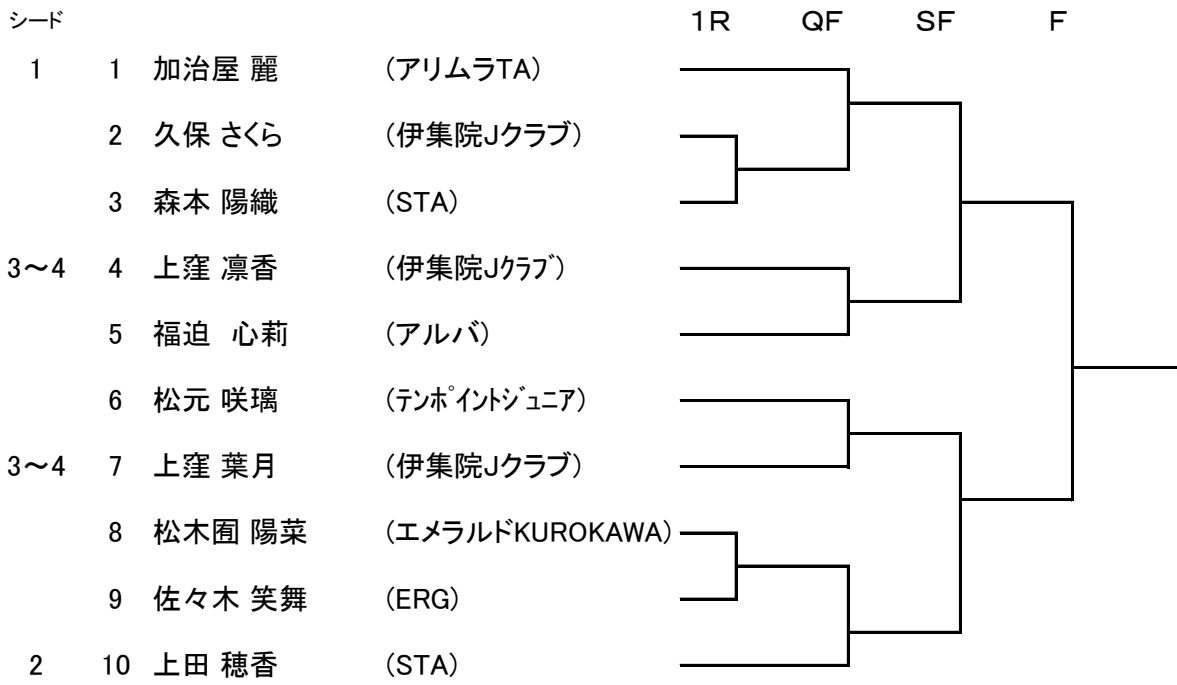 シード 1R QF SF F
1 1 加治屋 麗 (アリムラTA)
2 久保 さくら (伊集院Jクラブ)
3 森本 陽織 (STA)
3～4 4 上窪 凛香 (伊集院Jｸﾗﾌﾞ)
5 福迫 心莉 (アルバ)
6 松元 咲璃 (ﾃﾝﾎﾟｲﾝﾄｼﾞｭﾆｱ)
3～4 7 上窪 葉月 (伊集院Jクラブ)
8 松木囿 陽菜 (エメラルドKUROKAWA)
9 佐々木 笑舞 (ERG)
2 10 上田 穂香 (STA)